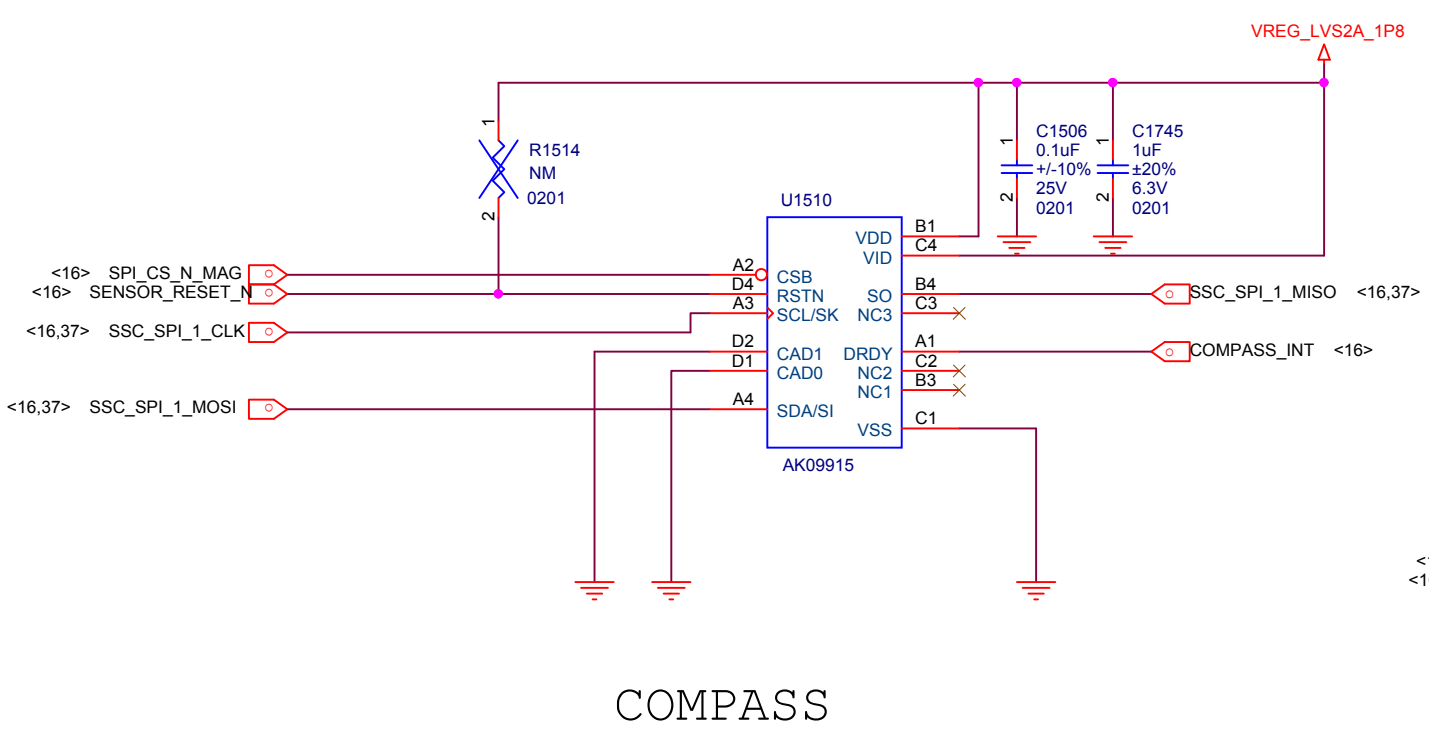 VREG_LVS2A_1P8
1
R1514
NM
0201
2
1
C1506
0.1uF
+/-10%
25V
0201
2
1
C1745
1uF
±20%
6.3V
0201
2
U1510
<16> SPI_CS_N_MAG
<16> SENSOR_RESET_N
<16,37> SSC_SPI_1_CLK
<16,37> SSC_SPI_1_MOSI
A2 CSB
D4 RSTN
A3 SCL/SK
D2 CAD1
D1 CAD0
A4 SDA/SI
VDD B1
VID C4
SO B4
NC3 C3
DRDY A1
NC2 C2
NC1 B3
VSS C1
SSC_SPI_1_MISO <16,37>
COMPASS_INT <16>
AK09915
COMPASS